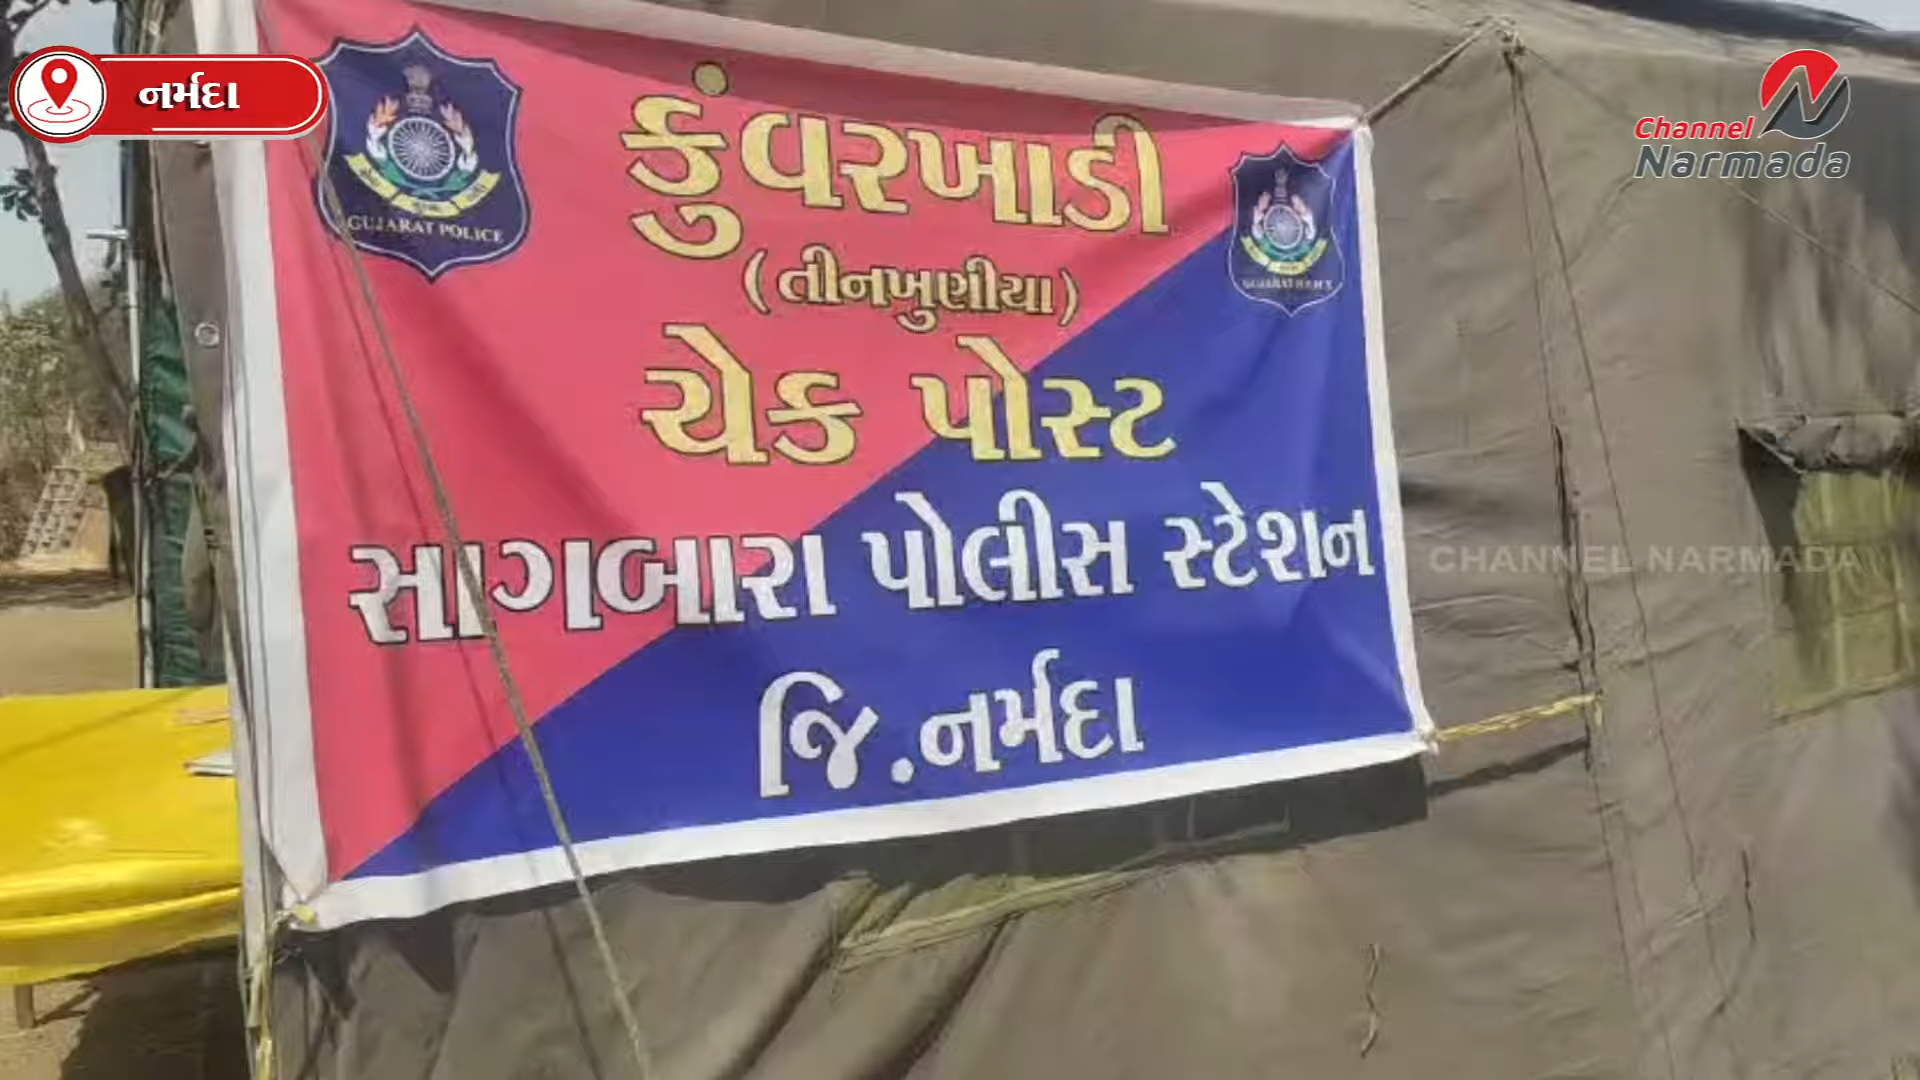 નર્મદા
Channel
Narmada
GUJARAT POLICE
કુંવરખાડી
(તીનખુણીયા)
ચેક પોસ્ટ
સાગબારા પોલીસ સ્ટેશન
જિ.નર્મદા
CHANNEL NARMADA